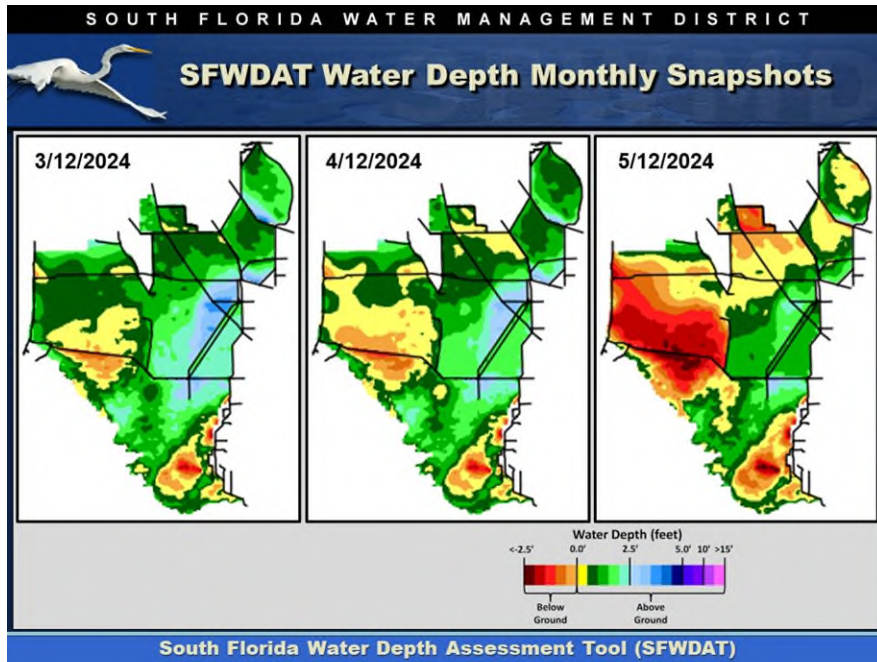 SOUTH FLORIDA WATER MANAGEMENT DISTRICT
SFWDAT Water Depth Monthly Snapshots
3/12/2024
4/12/2024
5/12/2024
Water Depth (feet)
<-2.5' 0.0' 2.5' 5.0' 10' >15'
Below Ground
Above Ground
South Florida Water Depth Assessment Tool (SFWDAT)